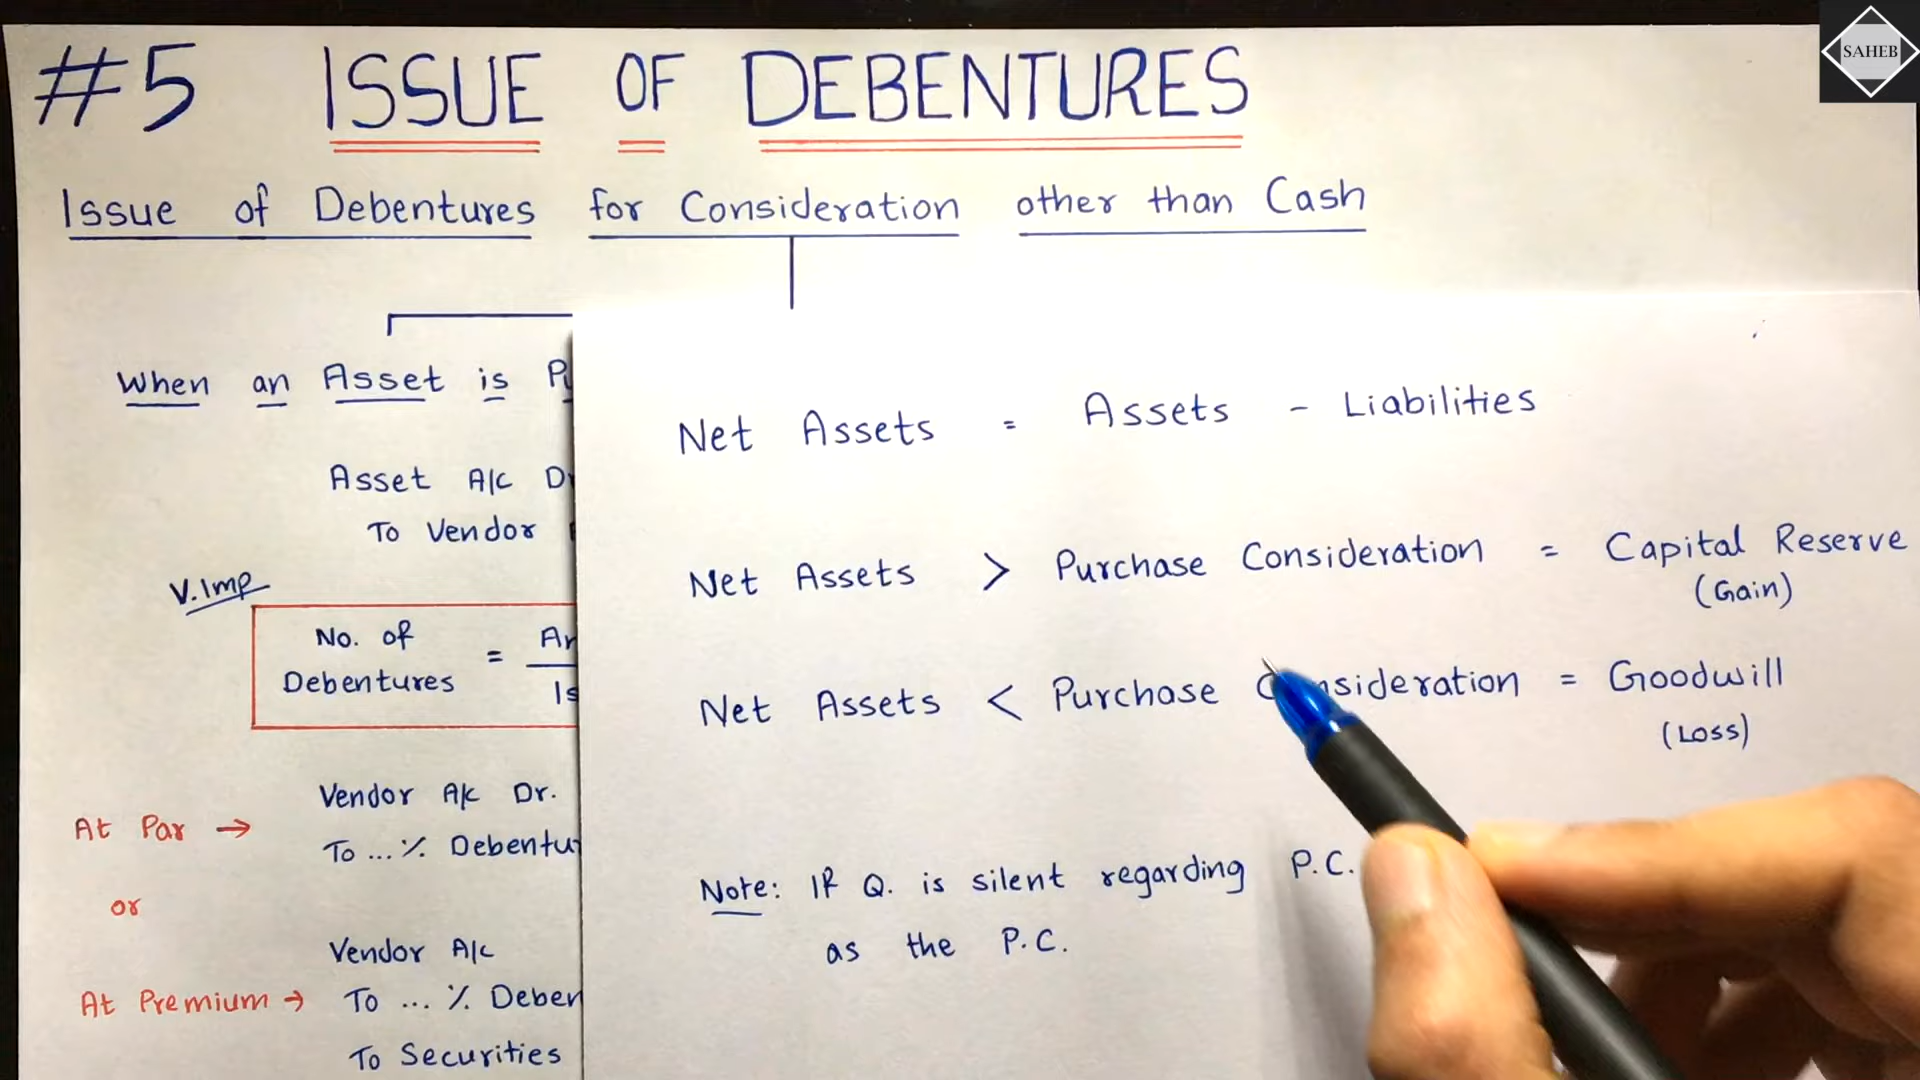 #5 ISSUE OF DEBENTURES
SAHEB
Issue of Debentures for Consideration other than Cash
When an Asset is
Asset A/c
To Vendor
V.Imp
No. of
Debentures =
At Par →
Vendor A/c Dr.
To ...%
or
At Premium →
Vendor A/c
To ...%
To Securities
Net Assets = Assets - Liabilities
Net Assets > Purchase Consideration = Capital Reserve
(Gain)
Net Assets < Purchase Consideration = Goodwill
(Loss)
Note: If Q. is silent regarding P.C.
as the P.C.